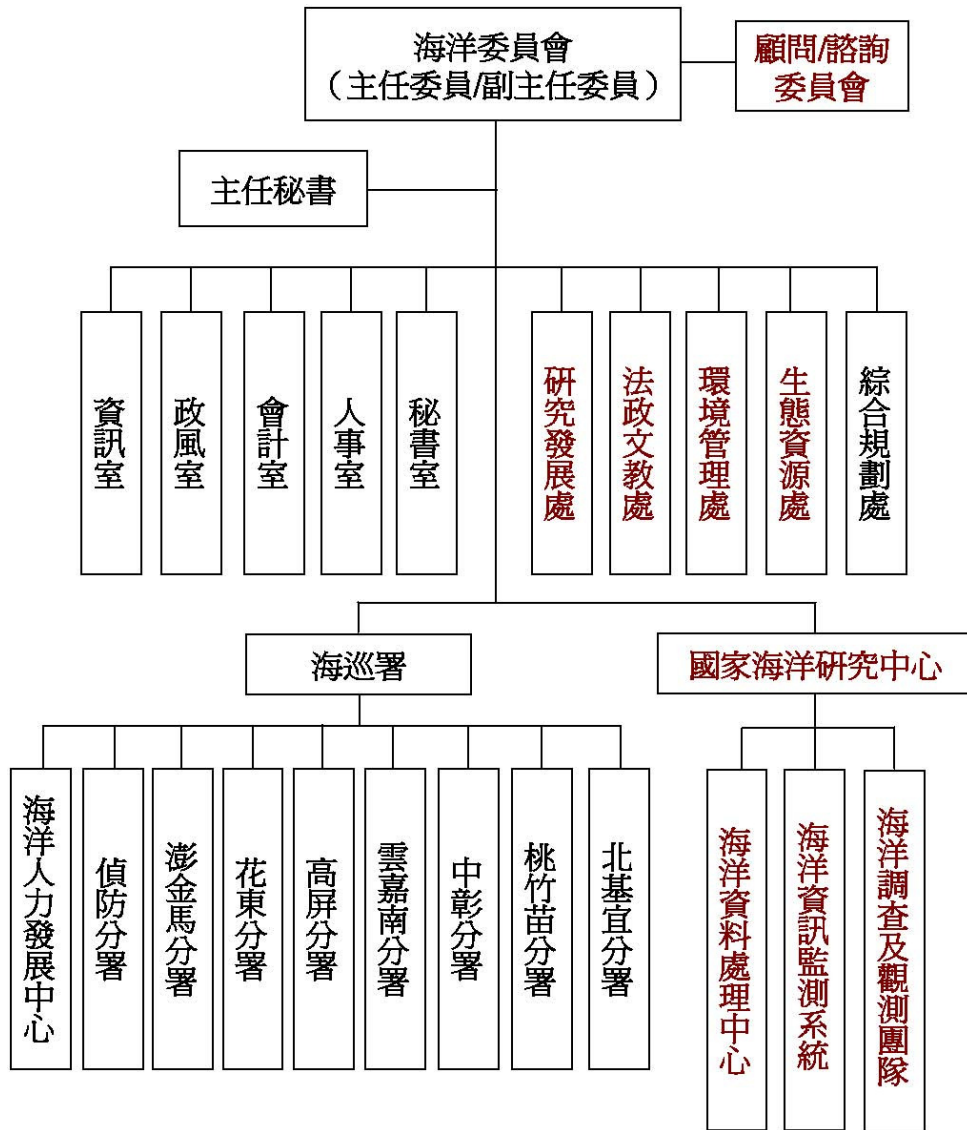 海洋委員會
（主任委員/副主任委員）
顧問/諮詢
委員會
主任秘書
資訊室
政風室
會計室
人事室
秘書室
研究發展處
法政文教處
環境管理處
生態資源處
綜合規劃處
海巡署
國家海洋研究中心
海洋人力發展中心
偵防分署
澎金馬分署
花東分署
高屏分署
雲嘉南分署
中彰分署
桃竹苗分署
北基宜分署
海洋資料處理中心
海洋資訊監測系統
海洋調查及觀測團隊